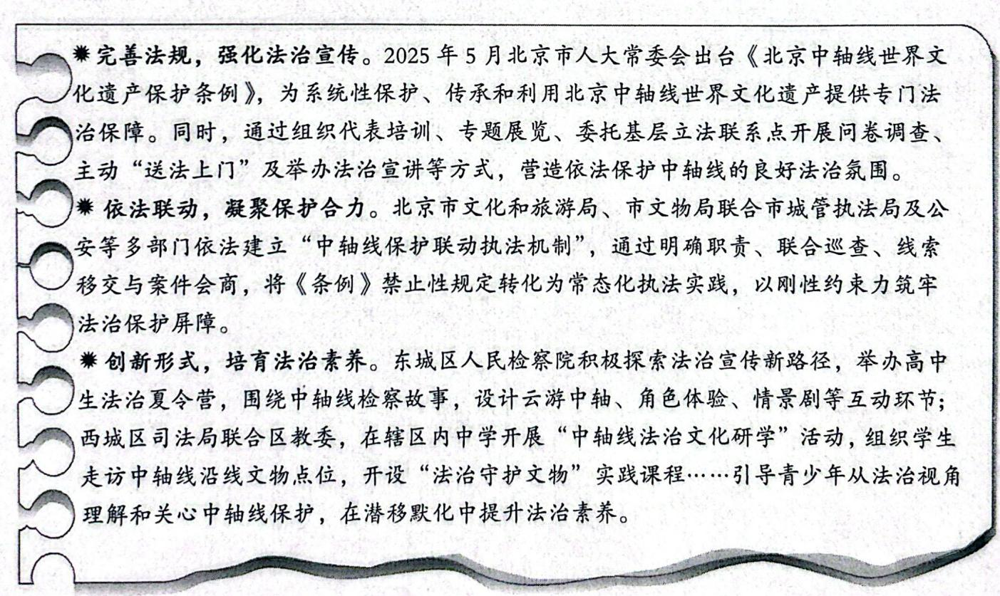 ✹ 完善法规，强化法治宣传。2025 年 5 月北京市人大常委会出台《北京中轴线世界文
化遗产保护条例》，为系统性保护、传承和利用北京中轴线世界文化遗产提供专门法
治保障。同时，通过组织代表培训、专题展览、委托基层立法联系点开展问卷调查、
主动“送法上门”及举办法治宣讲等方式，营造依法保护中轴线的良好法治氛围。
✹ 依法联动，凝聚保护合力。北京市文化和旅游局、市文物局联合市城管执法局及公
安等多部门依法建立“中轴线保护联动执法机制”，通过明确职责、联合巡查、线索
移交与案件会商，将《条例》禁止性规定转化为常态化执法实践，以刚性约束力筑牢
法治保护屏障。
✹ 创新形式，培育法治素养。东城区人民检察院积极探索法治宣传新路径，举办高中
生法治夏令营，围绕中轴线检察故事，设计云游中轴、角色体验、情景剧等互动环节；
西城区司法局联合区教委，在辖区内中学开展“中轴线法治文化研学”活动，组织学生
走访中轴线沿线文物点位，开设“法治守护文物”实践课程……引导青少年从法治视角
理解和关心中轴线保护，在潜移默化中提升法治素养。